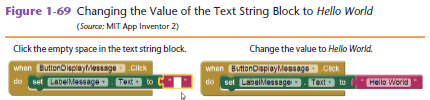 Figure 1-69 Changing the Value of the Text String Block to Hello World
(Source: MIT App Inventor 2)
Click the empty space in the text string block. Change the value to Hello World.
when ButtonDisplayMessage .Click when ButtonDisplayMessage .Click
do set LabelMessage . Text to " " do set LabelMessage . Text to " Hello World "